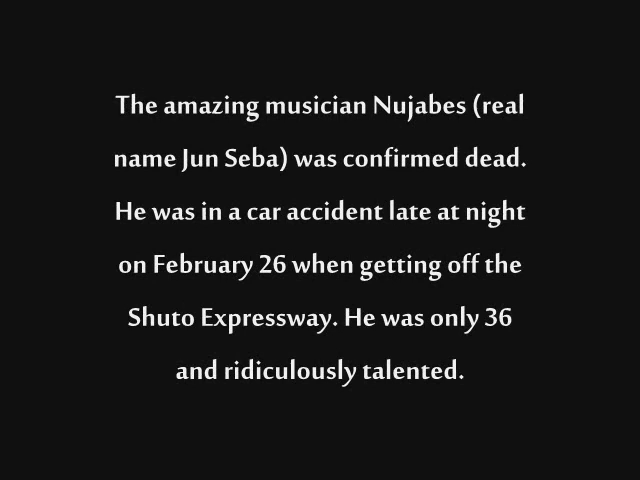 The amazing musician Nujabes (real
name Jun Seba) was confirmed dead.
He was in a car accident late at night
on February 26 when getting off the
Shuto Expressway. He was only 36
and ridiculously talented.